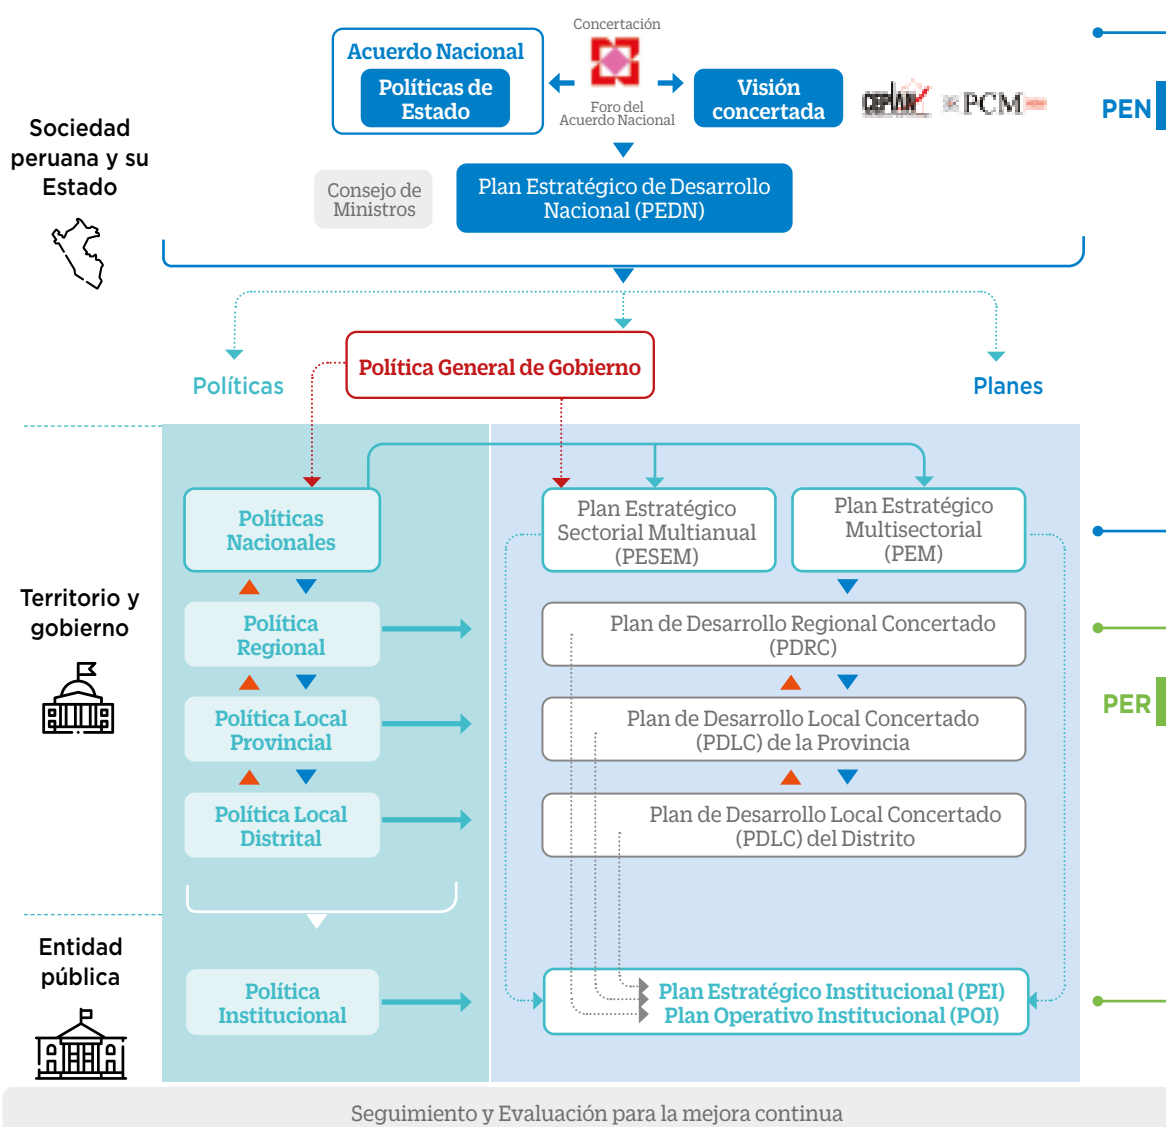 Concertación
Acuerdo Nacional
Políticas de
Estado
Foro del
Acuerdo Nacional
Visión
concertada
CEPLAN
PCM
PEN
Sociedad
peruana y su
Estado
Consejo de
Ministros
Plan Estratégico de Desarrollo
Nacional (PEDN)
Políticas
Política General de Gobierno
Planes
Políticas
Nacionales
Plan Estratégico
Sectorial Multianual
(PESEM)
Plan Estratégico
Multisectorial
(PEM)
Territorio y
gobierno
Política
Regional
Plan de Desarrollo Regional Concertado
(PDRC)
Política Local
Provincial
Plan de Desarrollo Local Concertado
(PDLC) de la Provincia
PER
Política Local
Distrital
Plan de Desarrollo Local Concertado
(PDLC) del Distrito
Entidad
pública
Política
Institucional
Plan Estratégico Institucional (PEI)
Plan Operativo Institucional (POI)
Seguimiento y Evaluación para la mejora continua